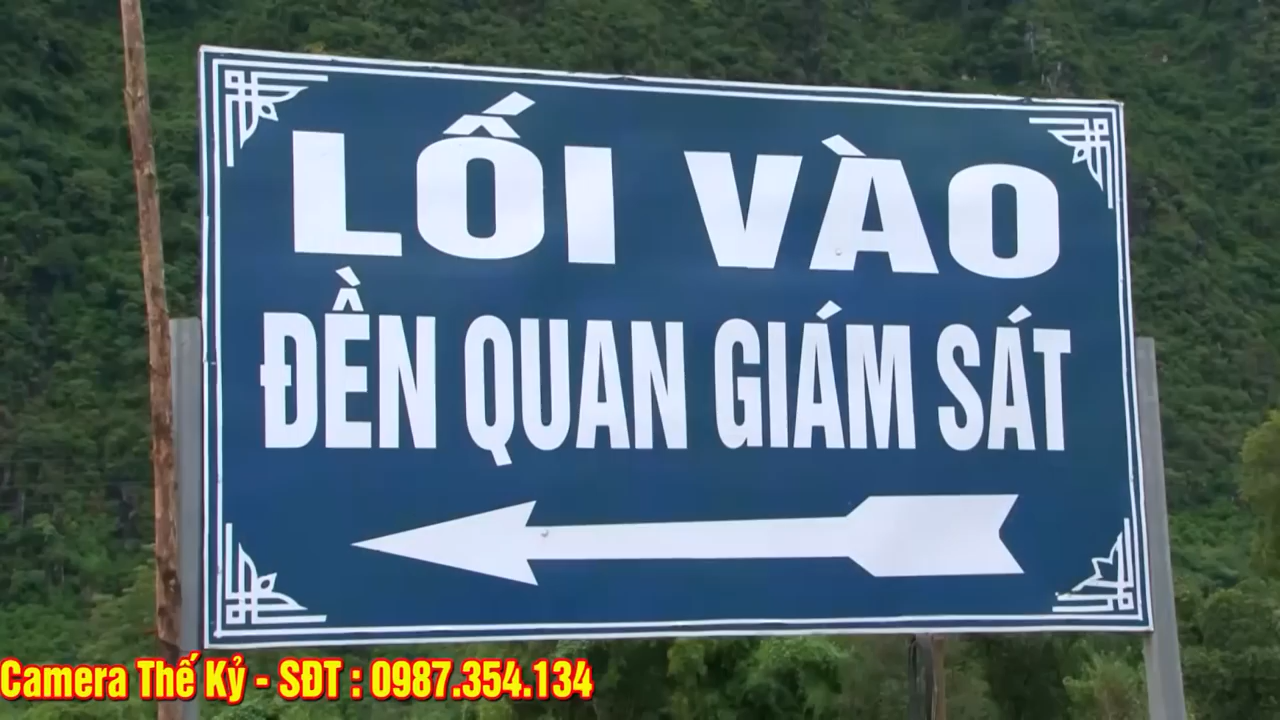 LỐI VÀO
ĐỀN QUAN GIÁM SÁT
Camera Thế Kỷ - SĐT : 0987.354.134